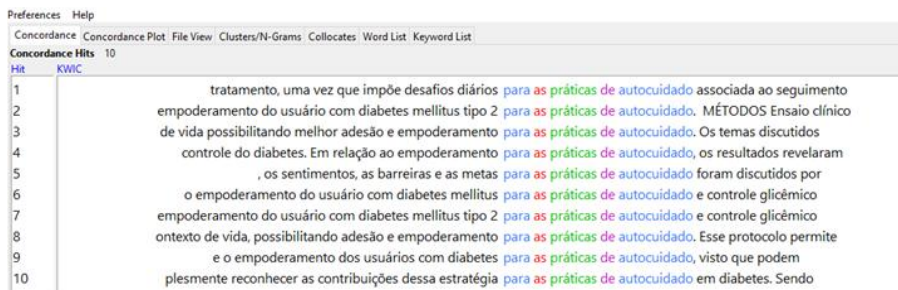 Preferences Help
Concordance Concordance Plot File View Clusters/N-Grams Collocates Word List Keyword List
Concordance Hits 10
Hit KWIC
1 tratamento, uma vez que impõe desafios diários para as práticas de autocuidado associada ao seguimento
2 empoderamento do usuário com diabetes mellitus tipo 2 para as práticas de autocuidado. MÉTODOS Ensaio clínico
3 de vida possibilitando melhor adesão e empoderamento para as práticas de autocuidado. Os temas discutidos
4 controle do diabetes. Em relação ao empoderamento para as práticas de autocuidado, os resultados revelaram
5 , os sentimentos, as barreiras e as metas para as práticas de autocuidado foram discutidos por
6 o empoderamento do usuário com diabetes mellitus para as práticas de autocuidado e controle glicêmico
7 empoderamento do usuário com diabetes mellitus tipo 2 para as práticas de autocuidado e controle glicêmico
8 ontexto de vida, possibilitando adesão e empoderamento para as práticas de autocuidado. Esse protocolo permite
9 e o empoderamento dos usuários com diabetes para as práticas de autocuidado, visto que podem
10 plesmente reconhecer as contribuições dessa estratégia para as práticas de autocuidado em diabetes. Sendo